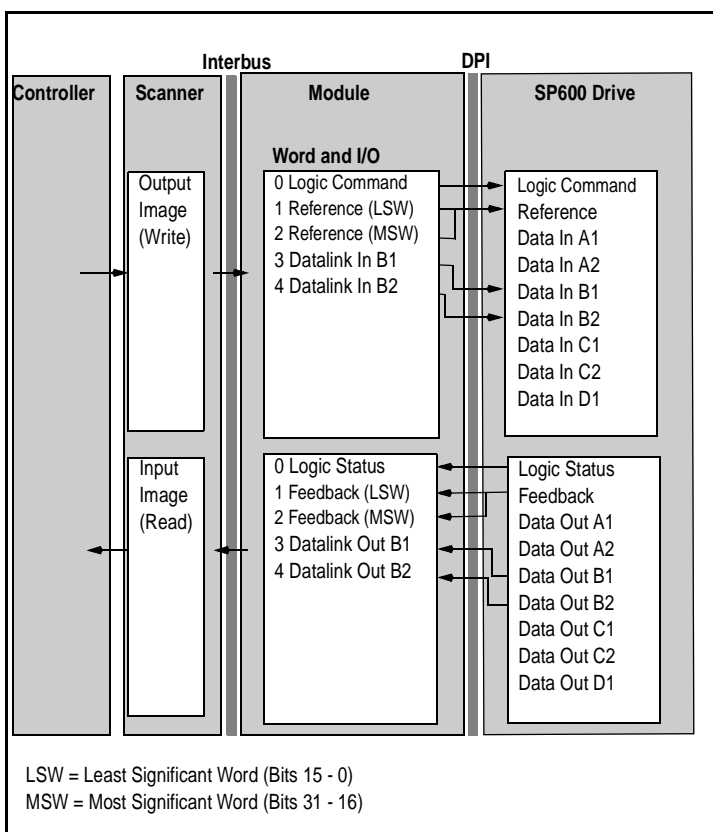 Interbus DPI
Controller Scanner Module SP600 Drive
Word and I/O
Output
Image
(Write)
0 Logic Command
1 Reference (LSW)
2 Reference (MSW)
3 Datalink In B1
4 Datalink In B2
Logic Command
Reference
Data In A1
Data In A2
Data In B1
Data In B2
Data In C1
Data In C2
Data In D1
Input
Image
(Read)
0 Logic Status
1 Feedback (LSW)
2 Feedback (MSW)
3 Datalink Out B1
4 Datalink Out B2
Logic Status
Feedback
Data Out A1
Data Out A2
Data Out B1
Data Out B2
Data Out C1
Data Out C2
Data Out D1
LSW = Least Significant Word (Bits 15 - 0)
MSW = Most Significant Word (Bits 31 - 16)